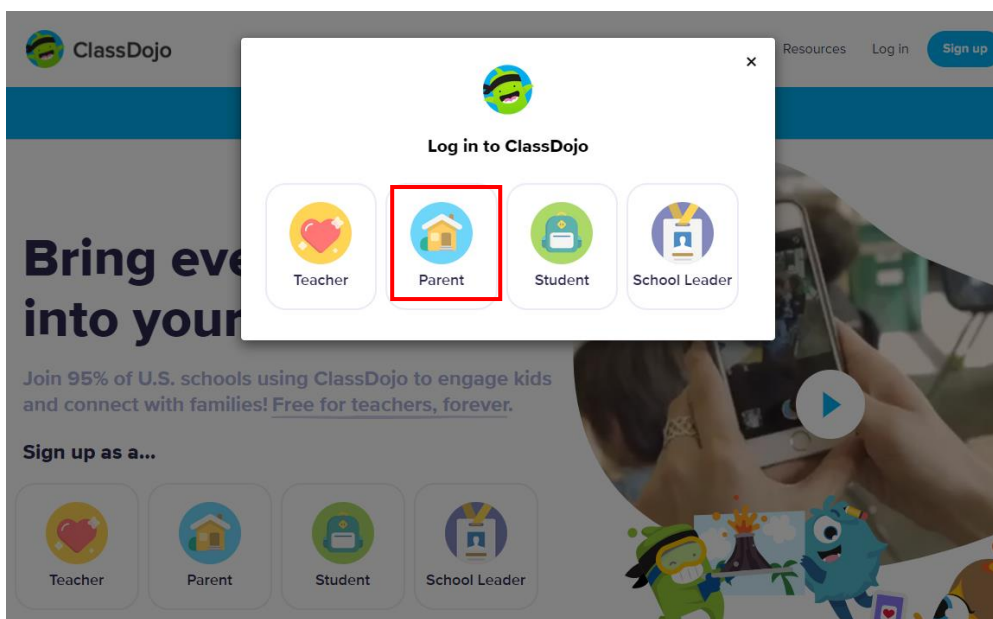 ClassDojo
Resources
Log in
Sign up
×
Log in to ClassDojo
Teacher
Parent
Student
School Leader
Bring eve
into your
Join 95% of U.S. schools using ClassDojo to engage kids
and connect with families! Free for teachers, forever.
Sign up as a...
Teacher
Parent
Student
School Leader